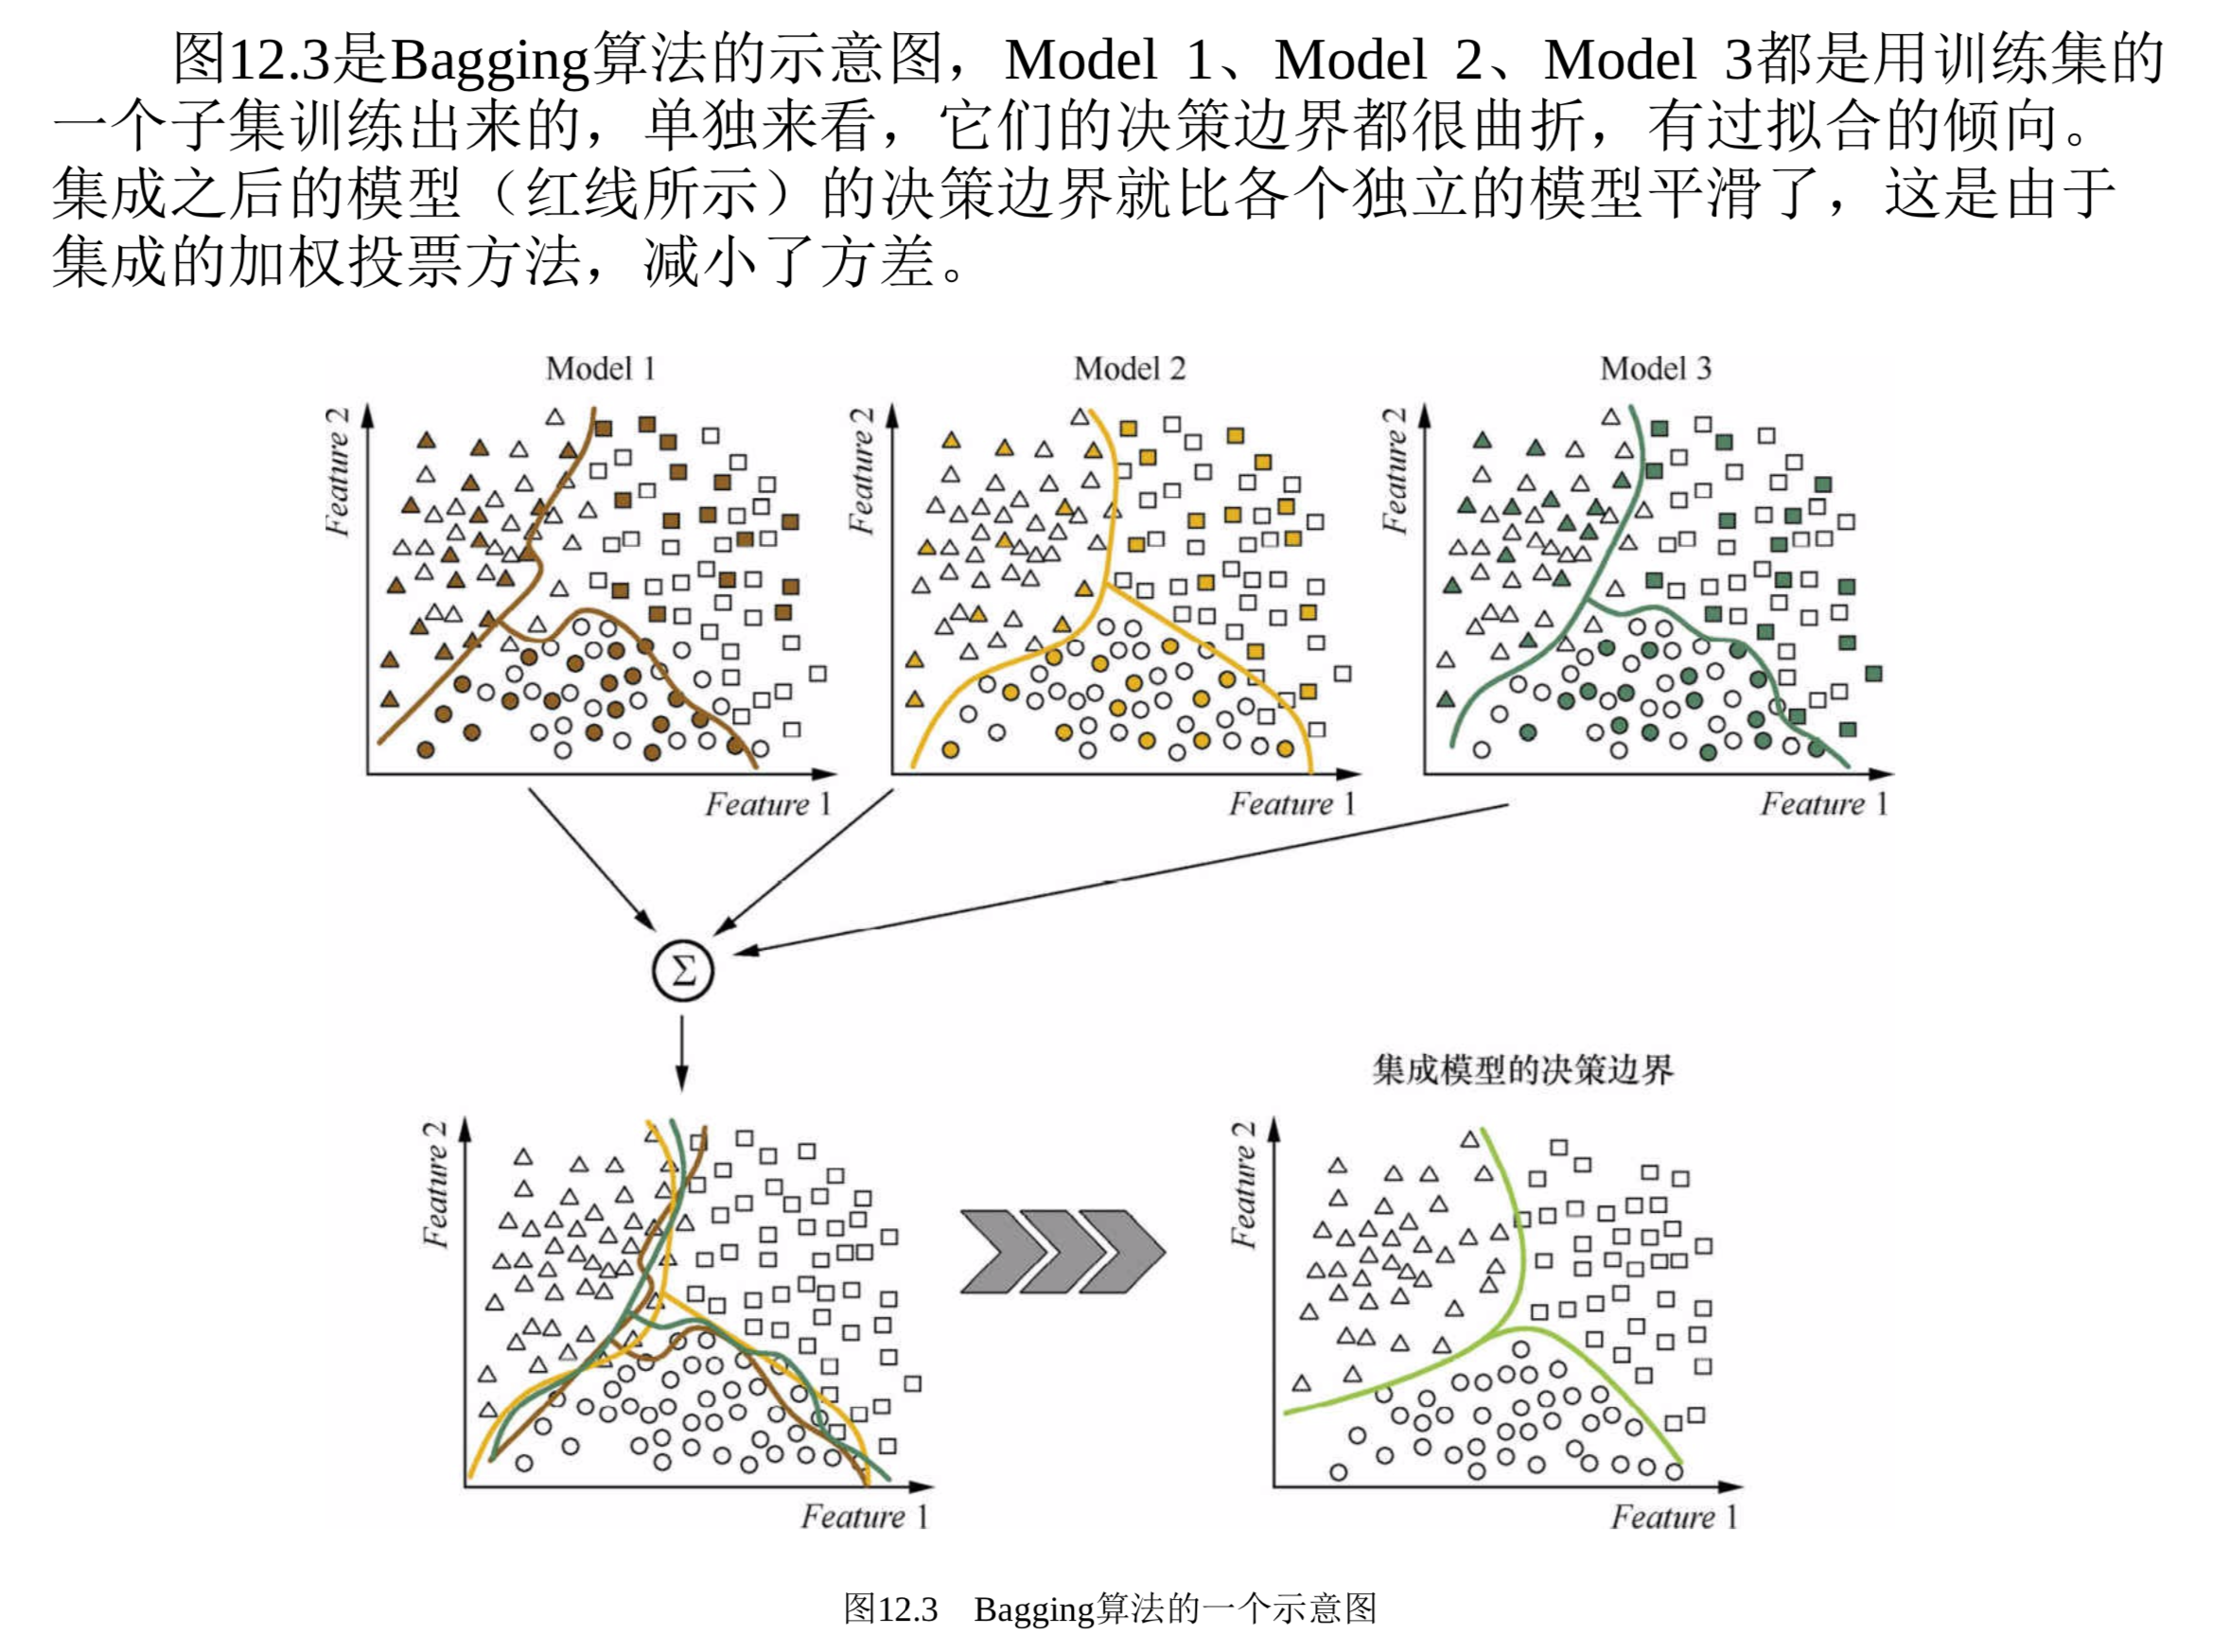 图12.3是Bagging算法的示意图，Model 1、Model 2、Model 3都是用训练集的
一个子集训练出来的，单独来看，它们的决策边界都很曲折，有过拟合的倾向。
集成之后的模型（红线所示）的决策边界就比各个独立的模型平滑了，这是由于
集成的加权投票方法，减小了方差。
Model 1
Model 2
Model 3
Feature 2
Feature 2
Feature 2
Feature 1
Feature 1
Feature 1
Σ
集成模型的决策边界
Feature 2
Feature 2
Feature 1
Feature 1
图12.3 Bagging算法的一个示意图